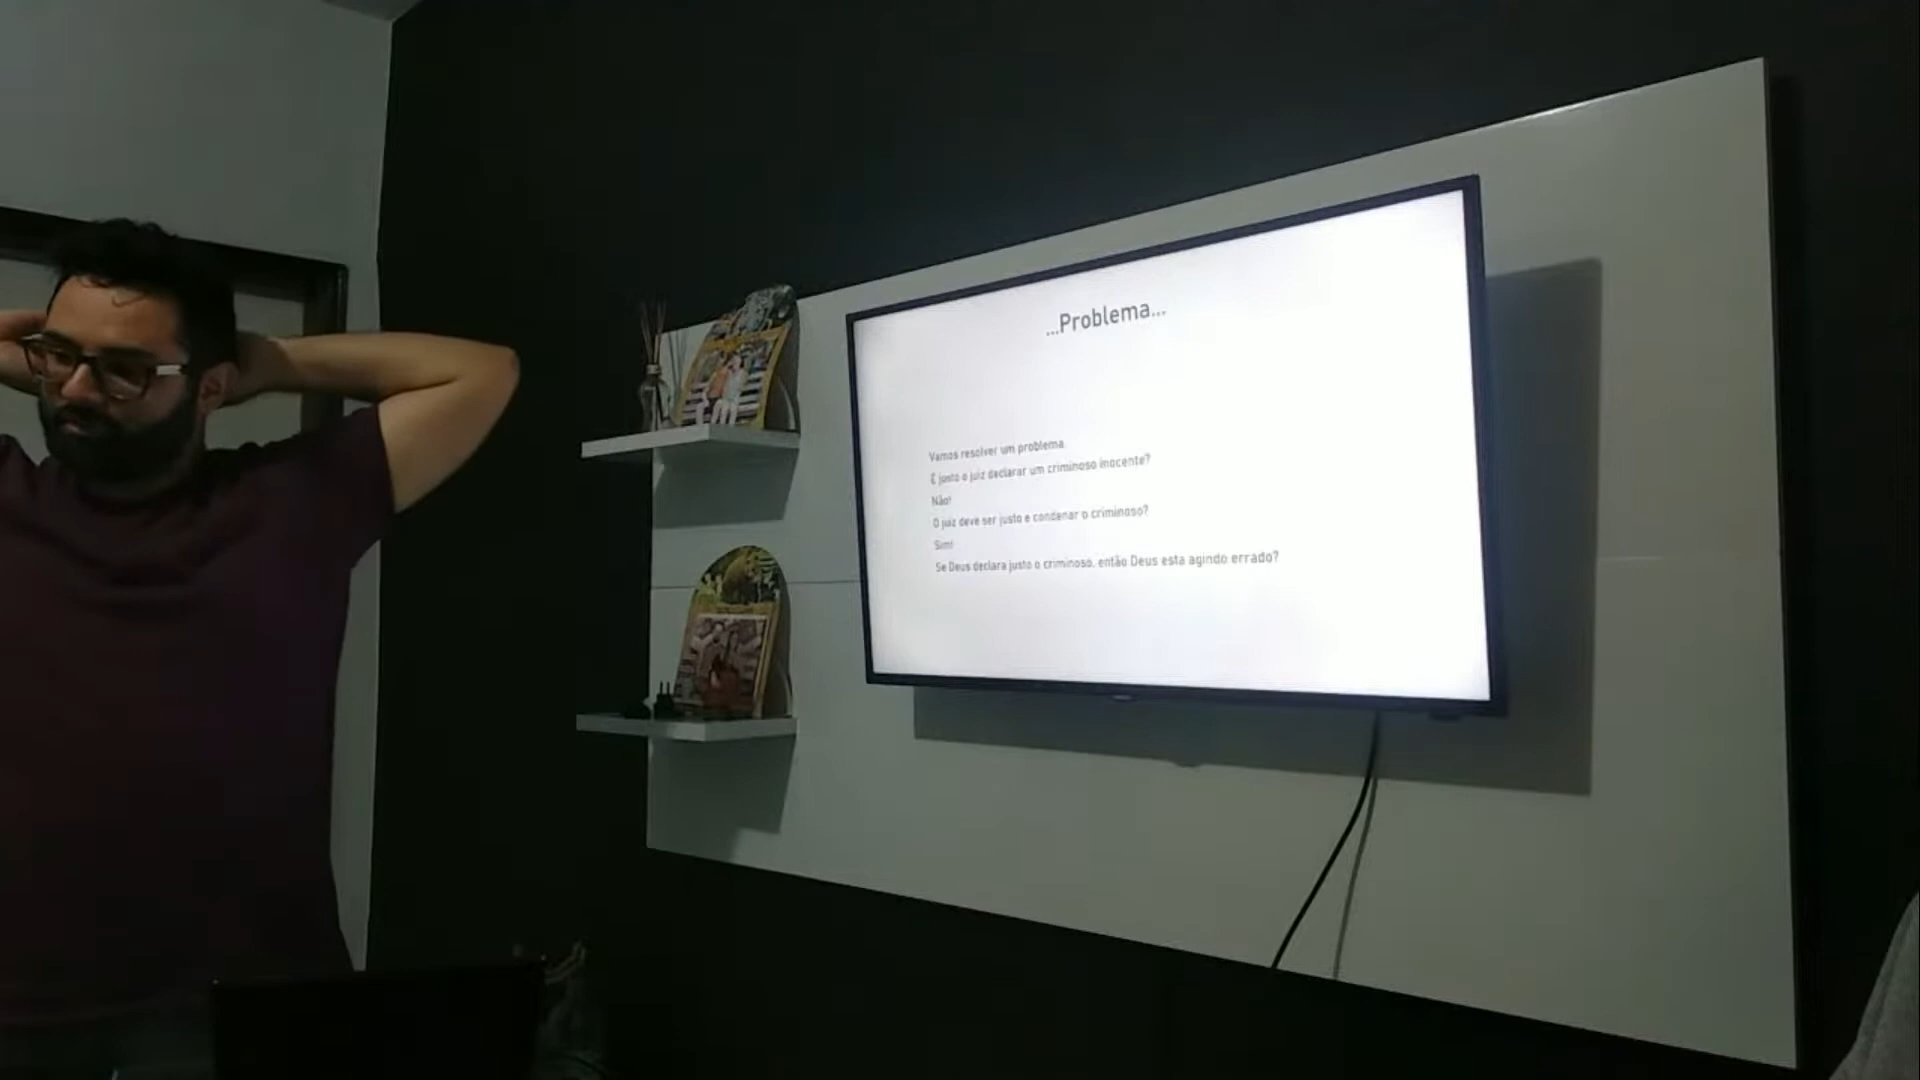 ...Problema...
Vamos resolver um problema
É justo o juiz declarar um criminoso inocente?
Não!
O juiz deve ser justo e condenar o criminoso?
Sim!
Se Deus declara justo o criminoso, então Deus esta agindo errado?